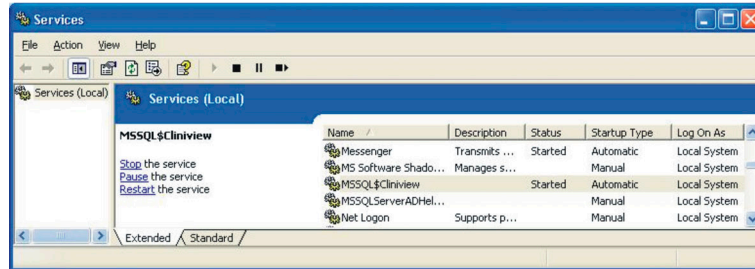 Services
File Action View Help
Services (Local)
Services (Local)
MSSQL$Cliniview
Stop the service
Pause the service
Restart the service
Name Description Status Startup Type Log On As
Messenger Transmits ... Started Automatic Local System
MS Software Shado... Manages s... Manual Local System
MSSQL$Cliniview Started Automatic Local System
MSSQLServerADHel... Manual Local System
Net Logon Supports p... Manual Local System
Extended Standard